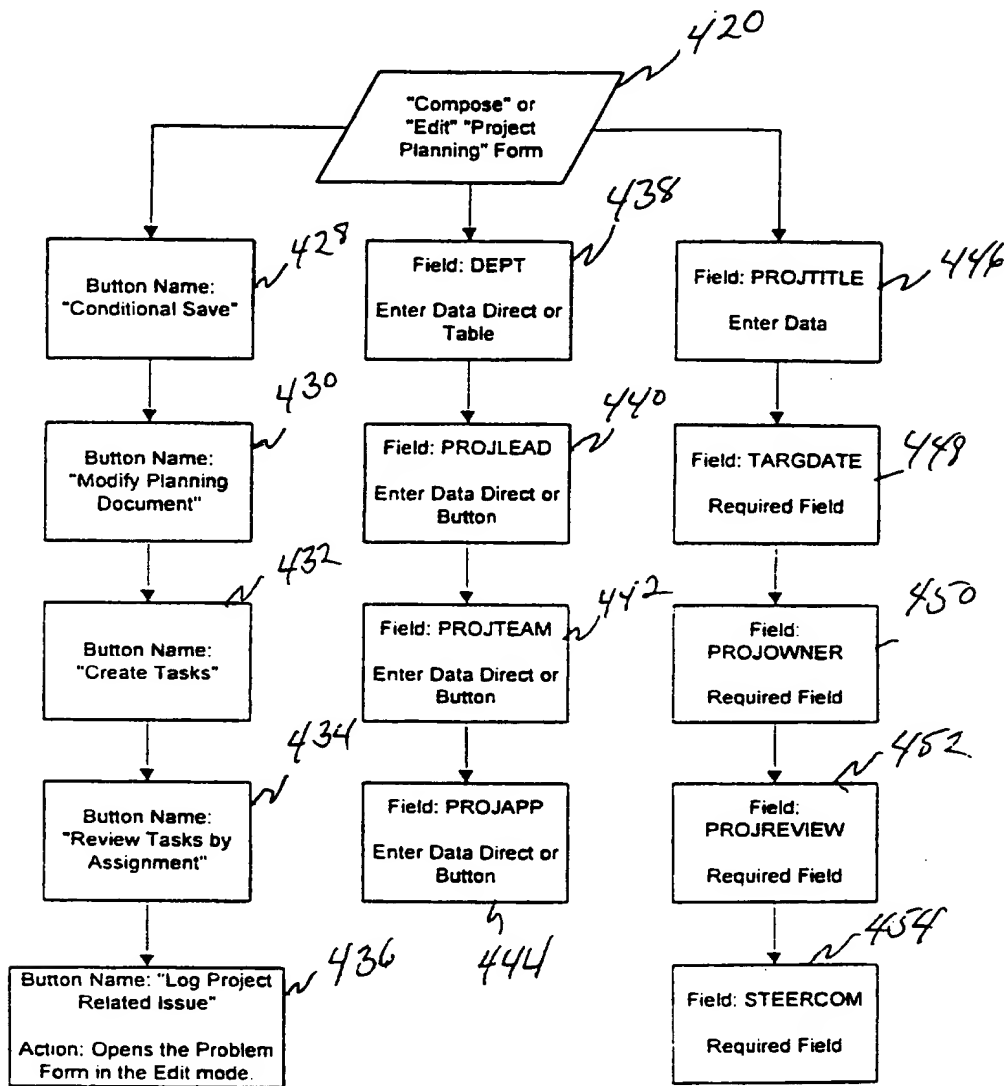 420
"Compose" or
"Edit" "Project
Planning" Form
428
Button Name:
"Conditional Save"
430
Button Name:
"Modify Planning
Document"
432
Button Name:
"Create Tasks"
434
Button Name:
"Review Tasks by
Assignment"
436
Button Name: "Log Project
Related Issue"
Action: Opens the Problem
Form in the Edit mode.
438
Field: DEPT
Enter Data Direct or
Table
440
Field: PROJLEAD
Enter Data Direct or
Button
442
Field: PROJTEAM
Enter Data Direct or
Button
Field: PROJAPP
Enter Data Direct or
Button
444
446
Field: PROJTITLE
Enter Data
448
Field: TARGDATE
Required Field
450
Field:
PROJOWNER
Required Field
452
Field:
PROJREVIEW
Required Field
454
Field: STEERCOM
Required Field